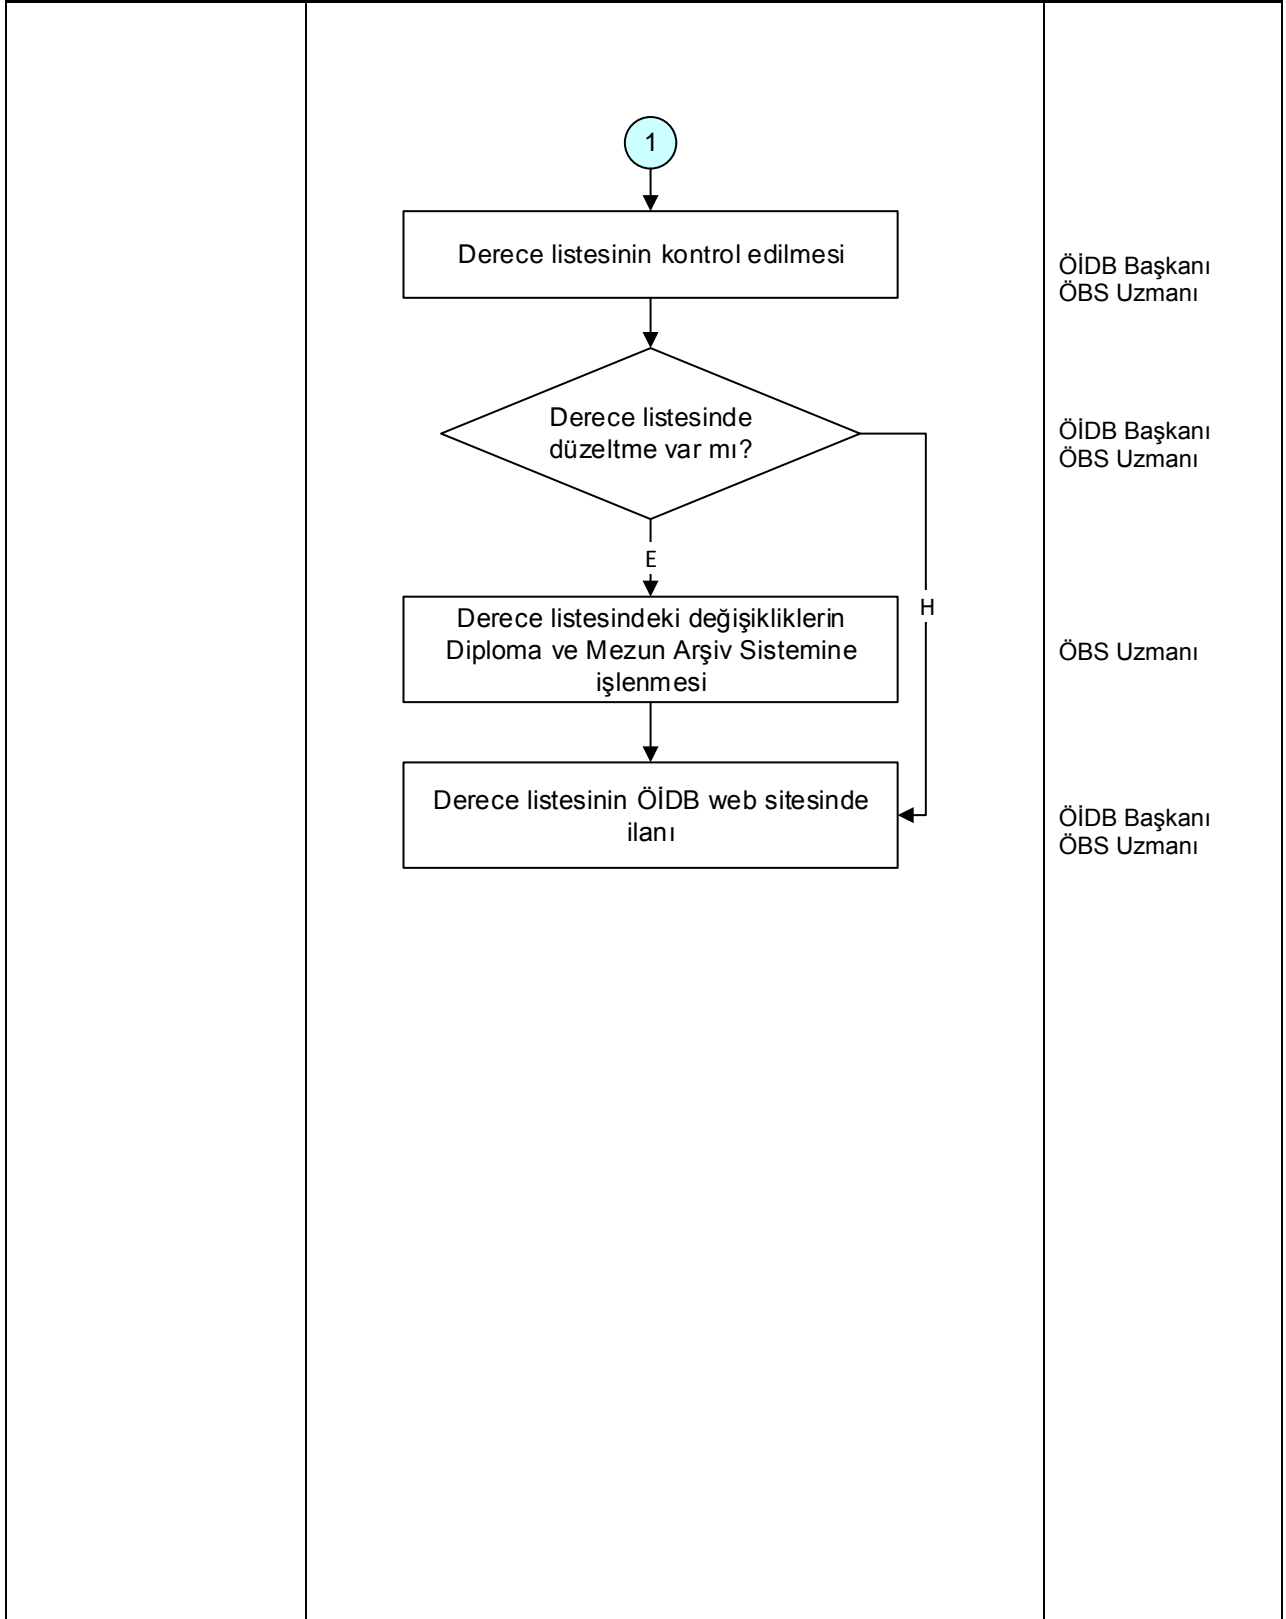 1
Derece listesinin kontrol edilmesi
ÖİDB Başkanı
ÖBS Uzmanı
Derece listesinde
düzeltme var mı?
ÖİDB Başkanı
ÖBS Uzmanı
E
H
Derece listesindeki değişikliklerin
Diploma ve Mezun Arşiv Sistemine
işlenmesi
ÖBS Uzmanı
Derece listesinin ÖİDB web sitesinde
ilanı
ÖİDB Başkanı
ÖBS Uzmanı